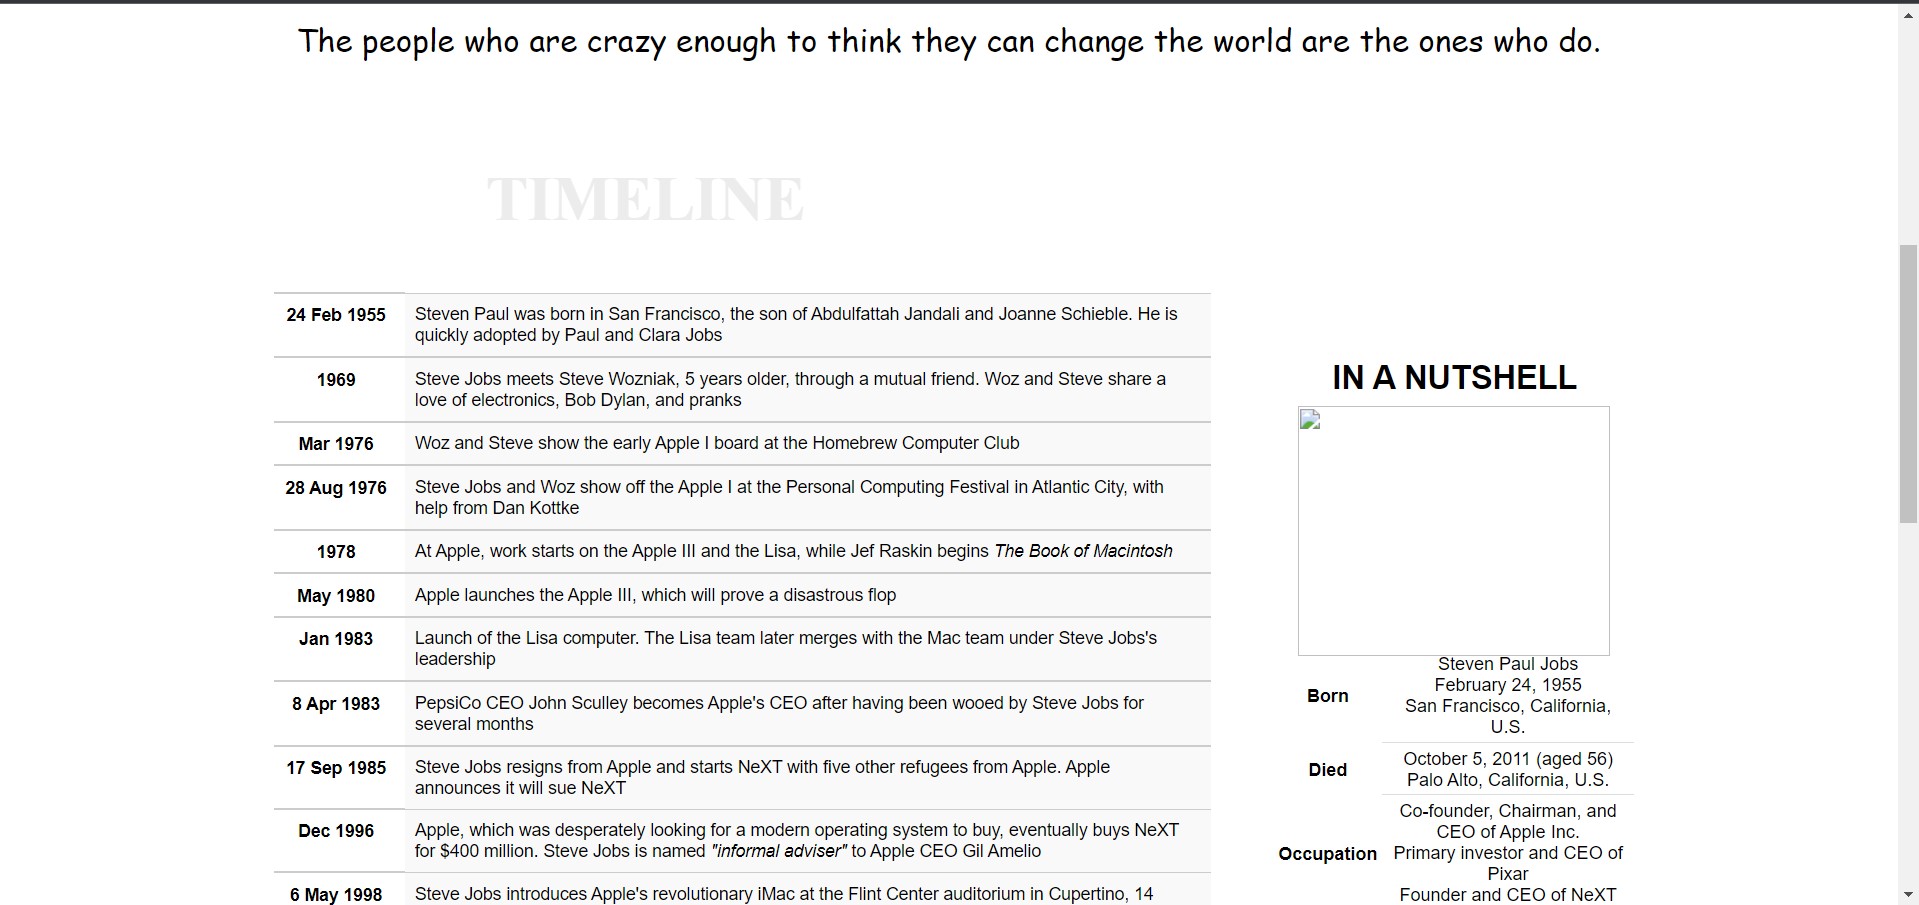 The people who are crazy enough to think they can change the world are the ones who do.
TIMELINE
24 Feb 1955
Steven Paul was born in San Francisco, the son of Abdulfattah Jandali and Joanne Schieble. He is
quickly adopted by Paul and Clara Jobs
1969
Steve Jobs meets Steve Wozniak, 5 years older, through a mutual friend. Woz and Steve share a
love of electronics, Bob Dylan, and pranks
Mar 1976
Woz and Steve show the early Apple I board at the Homebrew Computer Club
28 Aug 1976
Steve Jobs and Woz show off the Apple I at the Personal Computing Festival in Atlantic City, with
help from Dan Kottke
1978
At Apple, work starts on the Apple III and the Lisa, while Jef Raskin begins The Book of Macintosh
May 1980
Apple launches the Apple III, which will prove a disastrous flop
Jan 1983
Launch of the Lisa computer. The Lisa team later merges with the Mac team under Steve Jobs's
leadership
8 Apr 1983
PepsiCo CEO John Sculley becomes Apple's CEO after having been wooed by Steve Jobs for
several months
17 Sep 1985
Steve Jobs resigns from Apple and starts NeXT with five other refugees from Apple. Apple
announces it will sue NeXT
Dec 1996
Apple, which was desperately looking for a modern operating system to buy, eventually buys NeXT
for $400 million. Steve Jobs is named "informal adviser" to Apple CEO Gil Amelio
6 May 1998
Steve Jobs introduces Apple's revolutionary iMac at the Flint Center auditorium in Cupertino, 14
IN A NUTSHELL
Born
Steven Paul Jobs
February 24, 1955
San Francisco, California,
U.S.
Died
October 5, 2011 (aged 56)
Palo Alto, California, U.S.
Occupation
Co-founder, Chairman, and
CEO of Apple Inc.
Primary investor and CEO of
Pixar
Founder and CEO of NeXT